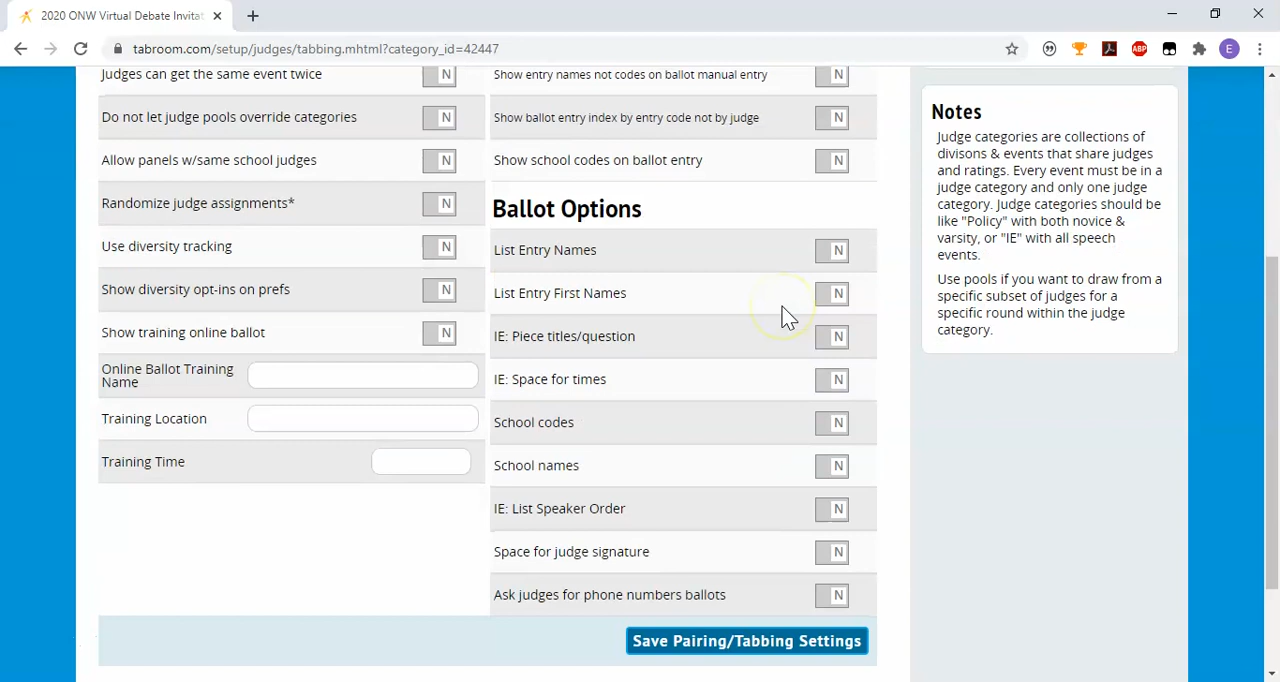 2020 ONW Virtual Debate Invitat
tabroom.com/setup/judges/tabbing.mhtml?category_id=42447
ABP
E
Judges can get the same event twice N
Do not let judge pools override categories N
Allow panels w/same school judges N
Randomize judge assignments* N
Use diversity tracking N
Show diversity opt-ins on prefs N
Show training online ballot N
Online Ballot Training
Name
Training Location
Training Time
Show entry names not codes on ballot manual entry N
Show ballot entry index by entry code not by judge N
Show school codes on ballot entry N
Ballot Options
List Entry Names N
List Entry First Names N
IE: Piece titles/question N
IE: Space for times N
School codes N
School names N
IE: List Speaker Order N
Space for judge signature N
Ask judges for phone numbers ballots N
Save Pairing/Tabbing Settings
Notes
Judge categories are collections of
divisons & events that share judges
and ratings. Every event must be in a
judge category and only one judge
category. Judge categories should be
like "Policy" with both novice &
varsity, or "IE" with all speech
events.
Use pools if you want to draw from a
specific subset of judges for a
specific round within the judge
category.